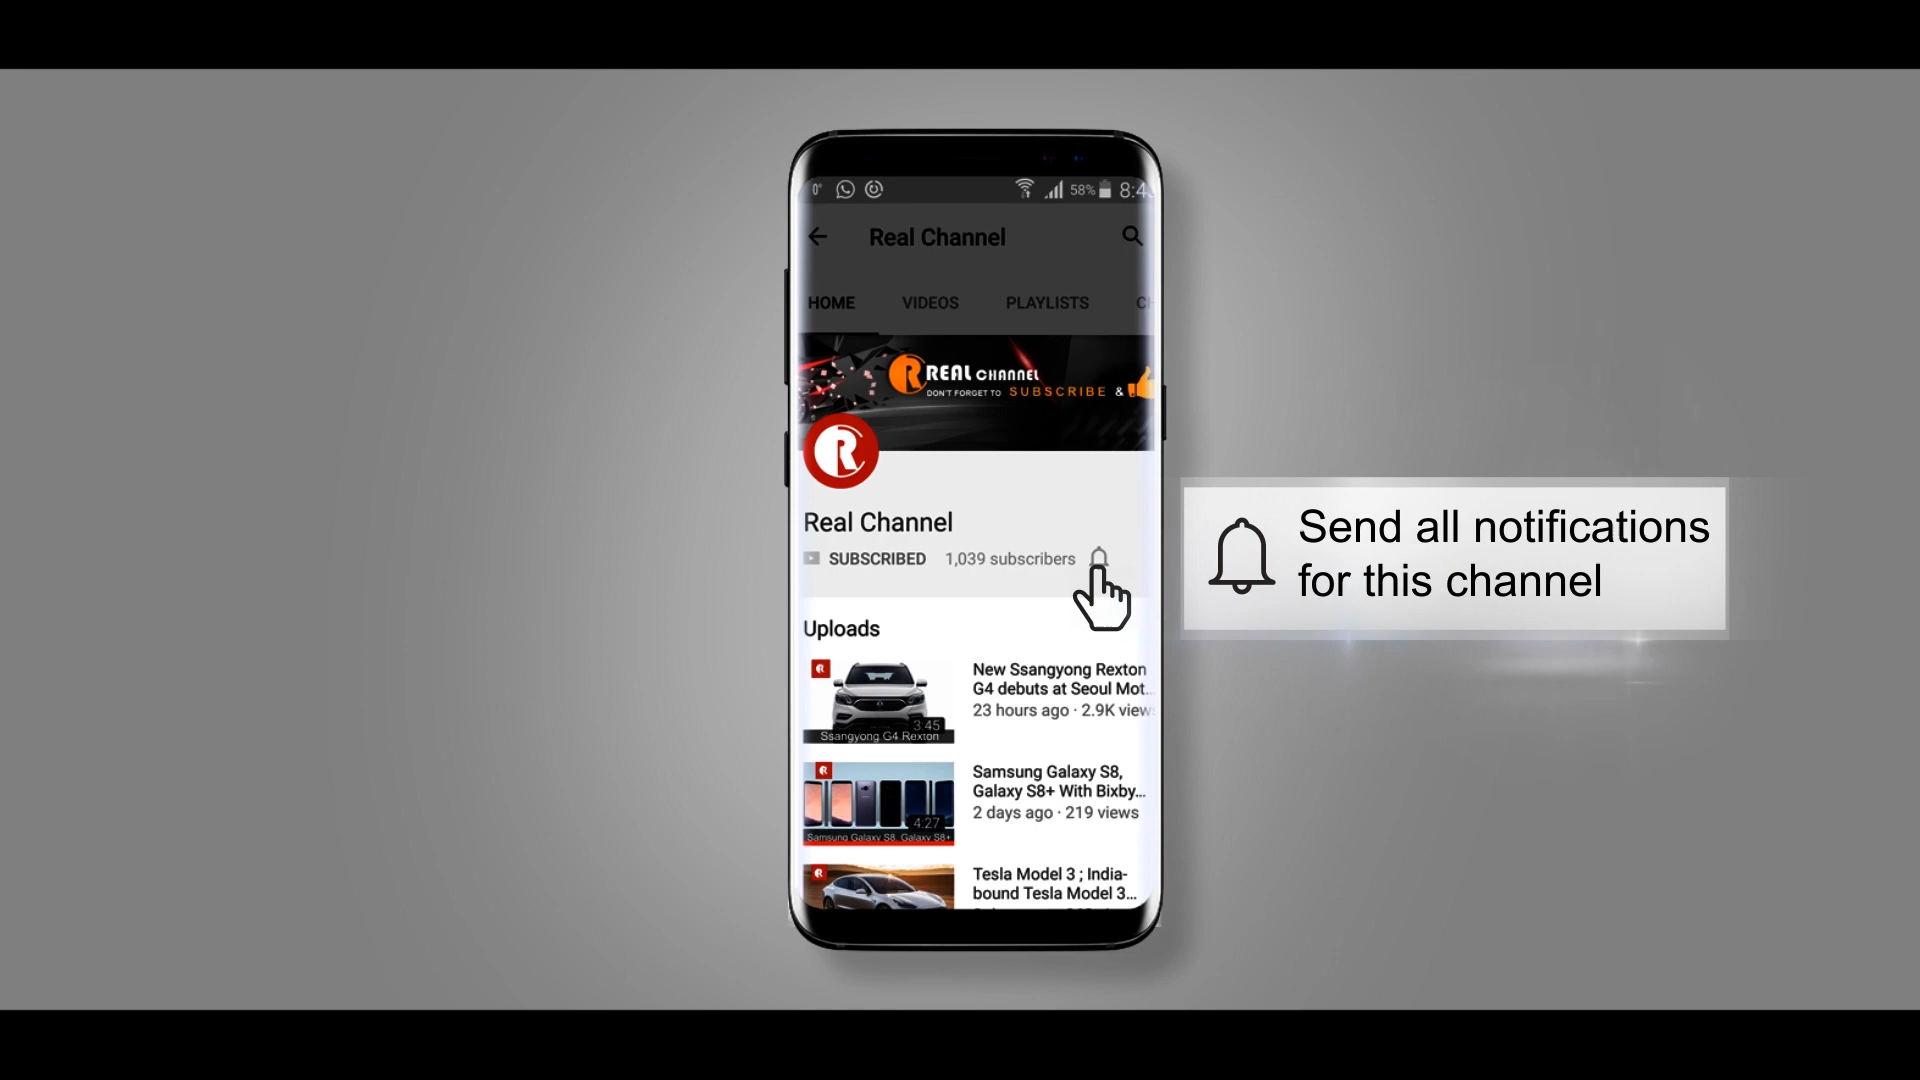 0°
58%
8:4
Real Channel
HOME VIDEOS PLAYLISTS
REAL CHANNEL
DON'T FORGET TO SUBSCRIBE &
Real Channel
SUBSCRIBED 1,039 subscribers
Send all notifications
for this channel
Uploads
New Ssangyong Rexton
G4 debuts at Seoul Mot...
23 hours ago · 2.9K views
3:45
Ssangyong G4 Rexton
Samsung Galaxy S8,
Galaxy S8+ With Bixby...
2 days ago · 219 views
4:27
Samsung Galaxy S8, Galaxy S8+
Tesla Model 3 ; India-
bound Tesla Model 3...